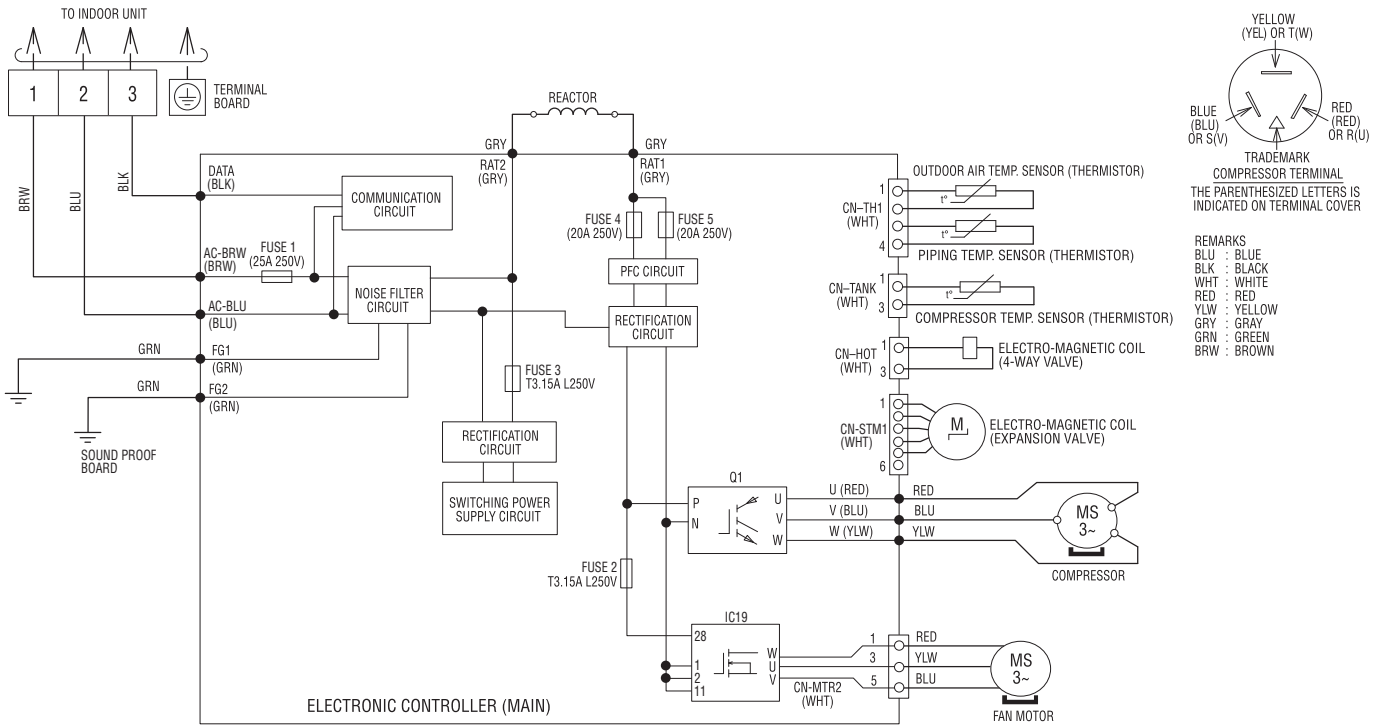 TO INDOOR UNIT
1 2 3
TERMINAL
BOARD
REACTOR
YELLOW
(YEL) OR T(W)
BLUE
(BLU)
OR S(V)
RED
(RED)
OR R(U)
TRADEMARK
COMPRESSOR TERMINAL
THE PARENTHESIZED LETTERS IS
INDICATED ON TERMINAL COVER
REMARKS
BLU : BLUE
BLK : BLACK
WHT : WHITE
RED : RED
YLW : YELLOW
GRY : GRAY
GRN : GREEN
BRW : BROWN
BRW
BLU
BLK
GRY
RAT2
(GRY)
GRY
RAT1
(GRY)
DATA
(BLK)
COMMUNICATION
CIRCUIT
AC-BRW
(BRW)
FUSE 1
(25A 250V)
NOISE FILTER
CIRCUIT
AC-BLU
(BLU)
GRN
FG1
(GRN)
GRN
FG2
(GRN)
SOUND PROOF
BOARD
FUSE 4
(20A 250V)
FUSE 5
(20A 250V)
PFC CIRCUIT
RECTIFICATION
CIRCUIT
FUSE 3
T3.15A L250V
RECTIFICATION
CIRCUIT
SWITCHING POWER
SUPPLY CIRCUIT
FUSE 2
T3.15A L250V
OUTDOOR AIR TEMP. SENSOR (THERMISTOR)
1
CN–TH1
(WHT)
4
t°
t°
PIPING TEMP. SENSOR (THERMISTOR)
1
CN–TANK
(WHT)
3
t°
COMPRESSOR TEMP. SENSOR (THERMISTOR)
1
CN–HOT
(WHT)
3
ELECTRO-MAGNETIC COIL
(4-WAY VALVE)
1
CN-STM1
(WHT)
6
M
ELECTRO-MAGNETIC COIL
(EXPANSION VALVE)
Q1
P
N
U
V
W
U (RED)
V (BLU)
W (YLW)
RED
BLU
YLW
MS
3~
COMPRESSOR
IC19
28
1
2
11
W
U
V
1
3
5
CN-MTR2
(WHT)
RED
YLW
BLU
MS
3~
FAN MOTOR
ELECTRONIC CONTROLLER (MAIN)